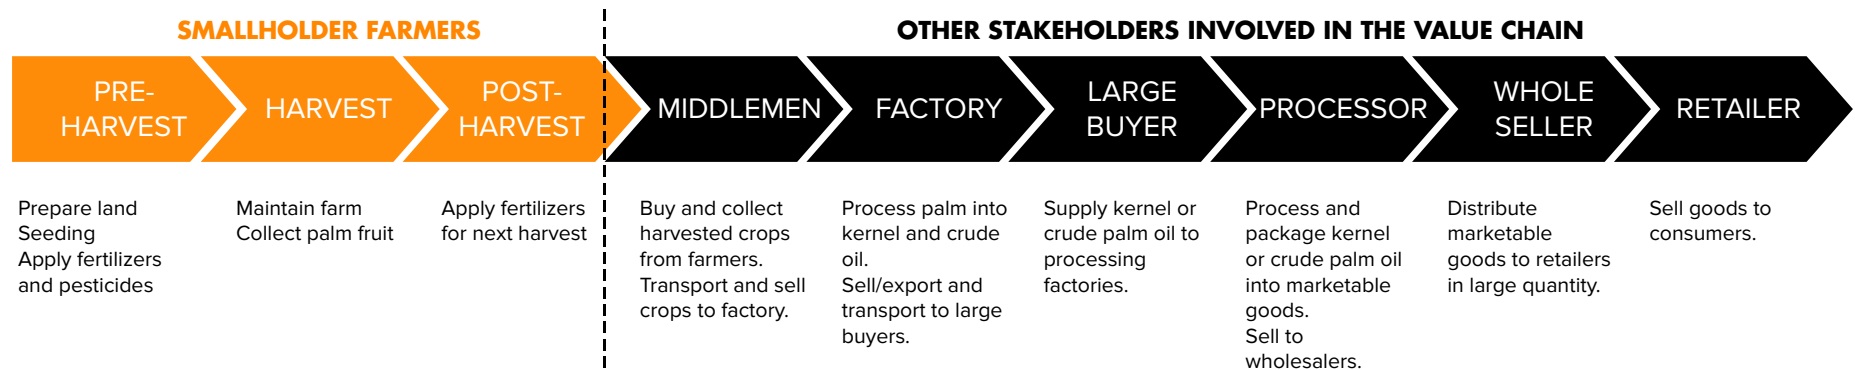 SMALLHOLDER FARMERS
OTHER STAKEHOLDERS INVOLVED IN THE VALUE CHAIN
PRE-
HARVEST
HARVEST
POST-
HARVEST
MIDDLEMEN
FACTORY
LARGE
BUYER
PROCESSOR
WHOLE
SELLER
RETAILER
Prepare land
Seeding
Apply fertilizers
and pesticides
Maintain farm
Collect palm fruit
Apply fertilizers
for next harvest
Buy and collect
harvested crops
from farmers.
Transport and sell
crops to factory.
Process palm into
kernel and crude
oil.
Sell/export and
transport to large
buyers.
Supply kernel or
crude palm oil to
processing
factories.
Process and
package kernel
or crude palm oil
into marketable
goods.
Sell to
wholesalers.
Distribute
marketable
goods to retailers
in large quantity.
Sell goods to
consumers.